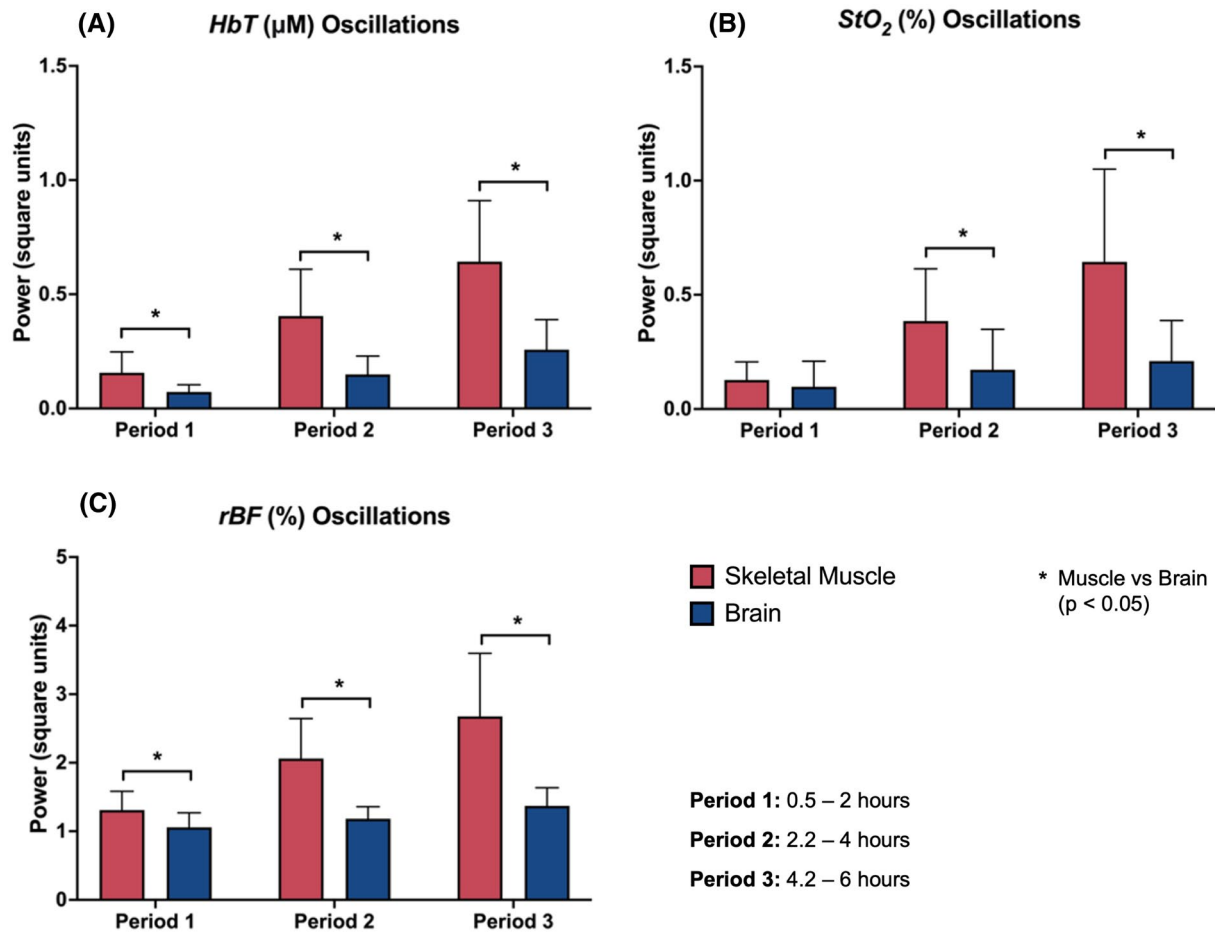 (A)
HbT (µM) Oscillations
Power (square units)
1.5
1.0
0.5
0.0
*
*
*
Period 1
Period 2
Period 3
(B)
StO2 (%) Oscillations
Power (square units)
1.5
1.0
0.5
0.0
*
*
Period 1
Period 2
Period 3
(C)
rBF (%) Oscillations
Power (square units)
5
4
3
2
1
0
*
*
*
Period 1
Period 2
Period 3
Skeletal Muscle
Brain
* Muscle vs Brain
(p < 0.05)
Period 1: 0.5 – 2 hours
Period 2: 2.2 – 4 hours
Period 3: 4.2 – 6 hours